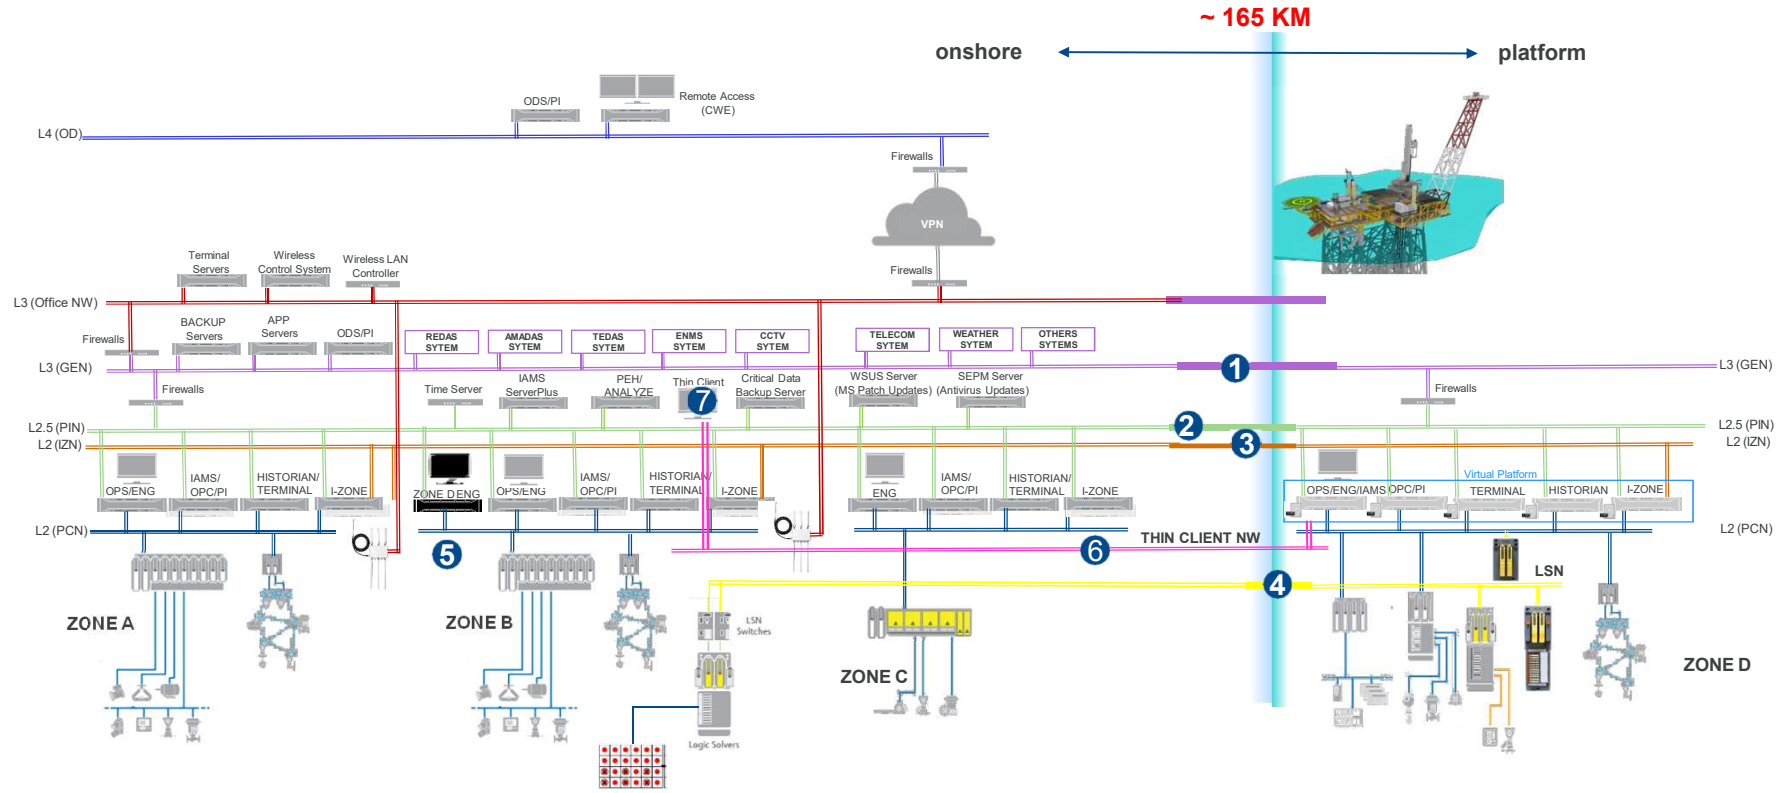 ~ 165 KM
onshore
platform
ODS/PI
Remote Access
(CWE)
L4 (OD)
Firewalls
VPN
Firewalls
Terminal
Servers
Wireless
Control System
Wireless LAN
Controller
L3 (Office NW)
Firewalls
BACKUP
Servers
APP
Servers
ODS/PI
REDAS
SYTEM
AMADAS
SYTEM
TEDAS
SYTEM
ENMS
SYTEM
CCTV
SYTEM
TELECOM
SYTEM
WEATHER
SYTEM
OTHERS
SYTEMS
L3 (GEN)
1
L3 (GEN)
Firewalls
Time Server
IAMS
ServerPlus
PEH/
ANALYZE
Thin Client
7
Critical Data
Backup Server
WSUS Server
(MS Patch Updates)
SEPM Server
(Antivirus Updates)
Firewalls
L2.5 (PIN)
2
L2.5 (PIN)
L2 (IZN)
3
L2 (IZN)
OPS/ENG
IAMS/
OPC/PI
HISTORIAN/
TERMINAL
I-ZONE
ZONE D ENG
OPS/ENG
IAMS/
OPC/PI
HISTORIAN/
TERMINAL
I-ZONE
ENG
IAMS/
OPC/PI
HISTORIAN/
TERMINAL
I-ZONE
Virtual Platform
OPS/ENG/IAMS
OPC/PI
TERMINAL
HISTORIAN
I-ZONE
L2 (PCN)
L2 (PCN)
5
6
THIN CLIENT NW
4
LSN
ZONE A
ZONE B
LSN
Switches
ZONE C
ZONE D
Logic Solvers